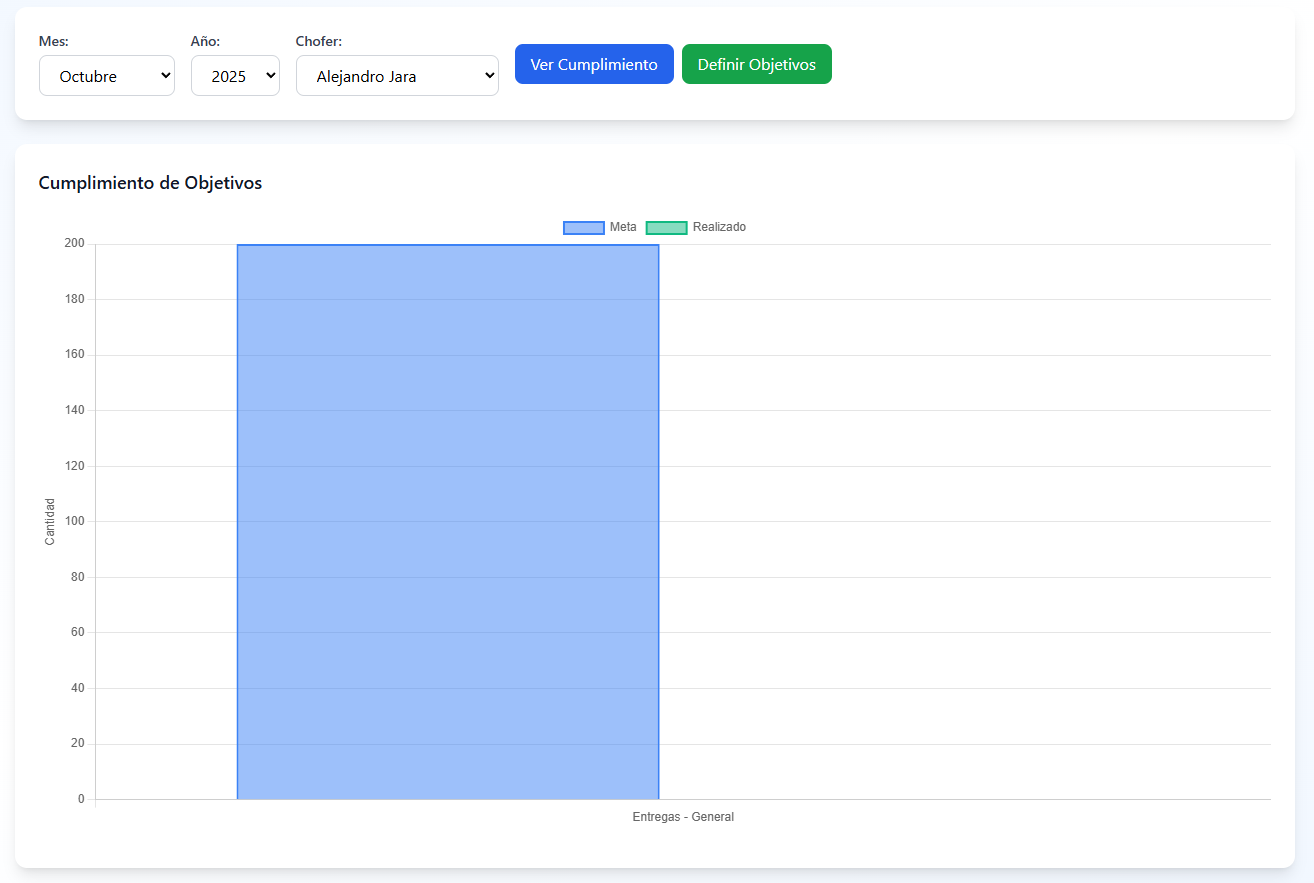 Mes: Año: Chofer:
Octubre 2025 Alejandro Jara Ver Cumplimiento Definir Objetivos
Cumplimiento de Objetivos
Meta Realizado
200
180
160
140
120
100
80
60
40
20
0
Cantidad
Entregas - General